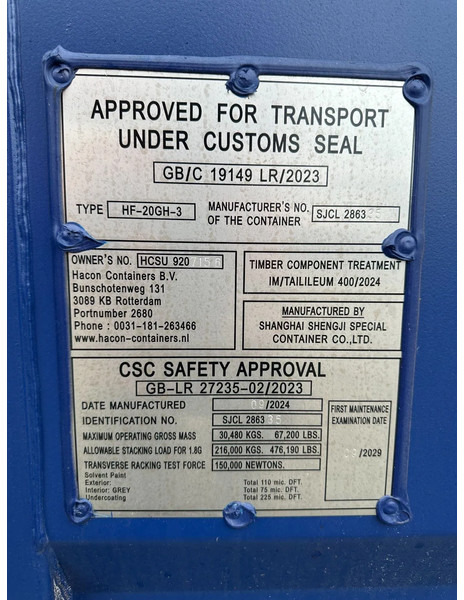 APPROVED FOR TRANSPORT
UNDER CUSTOMS SEAL
GB/C 19149 LR/2023
TYPE HF-20GH-3 MANUFACTURER'S NO. OF THE CONTAINER SJCL 286335
OWNER'S NO. HCSU 920
Hacon Containers B.V.
Bunschotenweg 131
3089 KB Rotterdam
Portnumber 2680
Phone : 0031-181-263466
www.hacon-containers.nl
TIMBER COMPONENT TREATMENT
IM/TAILILEUM 400/2024
MANUFACTURED BY
SHANGHAI SHENGJI SPECIAL
CONTAINER CO.,LTD.
CSC SAFETY APPROVAL
GB-LR 27235-02/2023
DATE MANUFACTURED 09/2024
IDENTIFICATION NO. SJCL 286335
MAXIMUM OPERATING GROSS MASS 30,480 KGS. 67,200 LBS.
ALLOWABLE STACKING LOAD FOR 1.8G 216,000 KGS. 476,190 LBS.
TRANSVERSE RACKING TEST FORCE 150,000 NEWTONS.
FIRST MAINTENANCE
EXAMINATION DATE
/2029
Solvent Paint
Exterior: Total 110 mic. DFT.
Interior: GREY Total 75 mic. DFT.
Undercoating Total 225 mic. DFT.